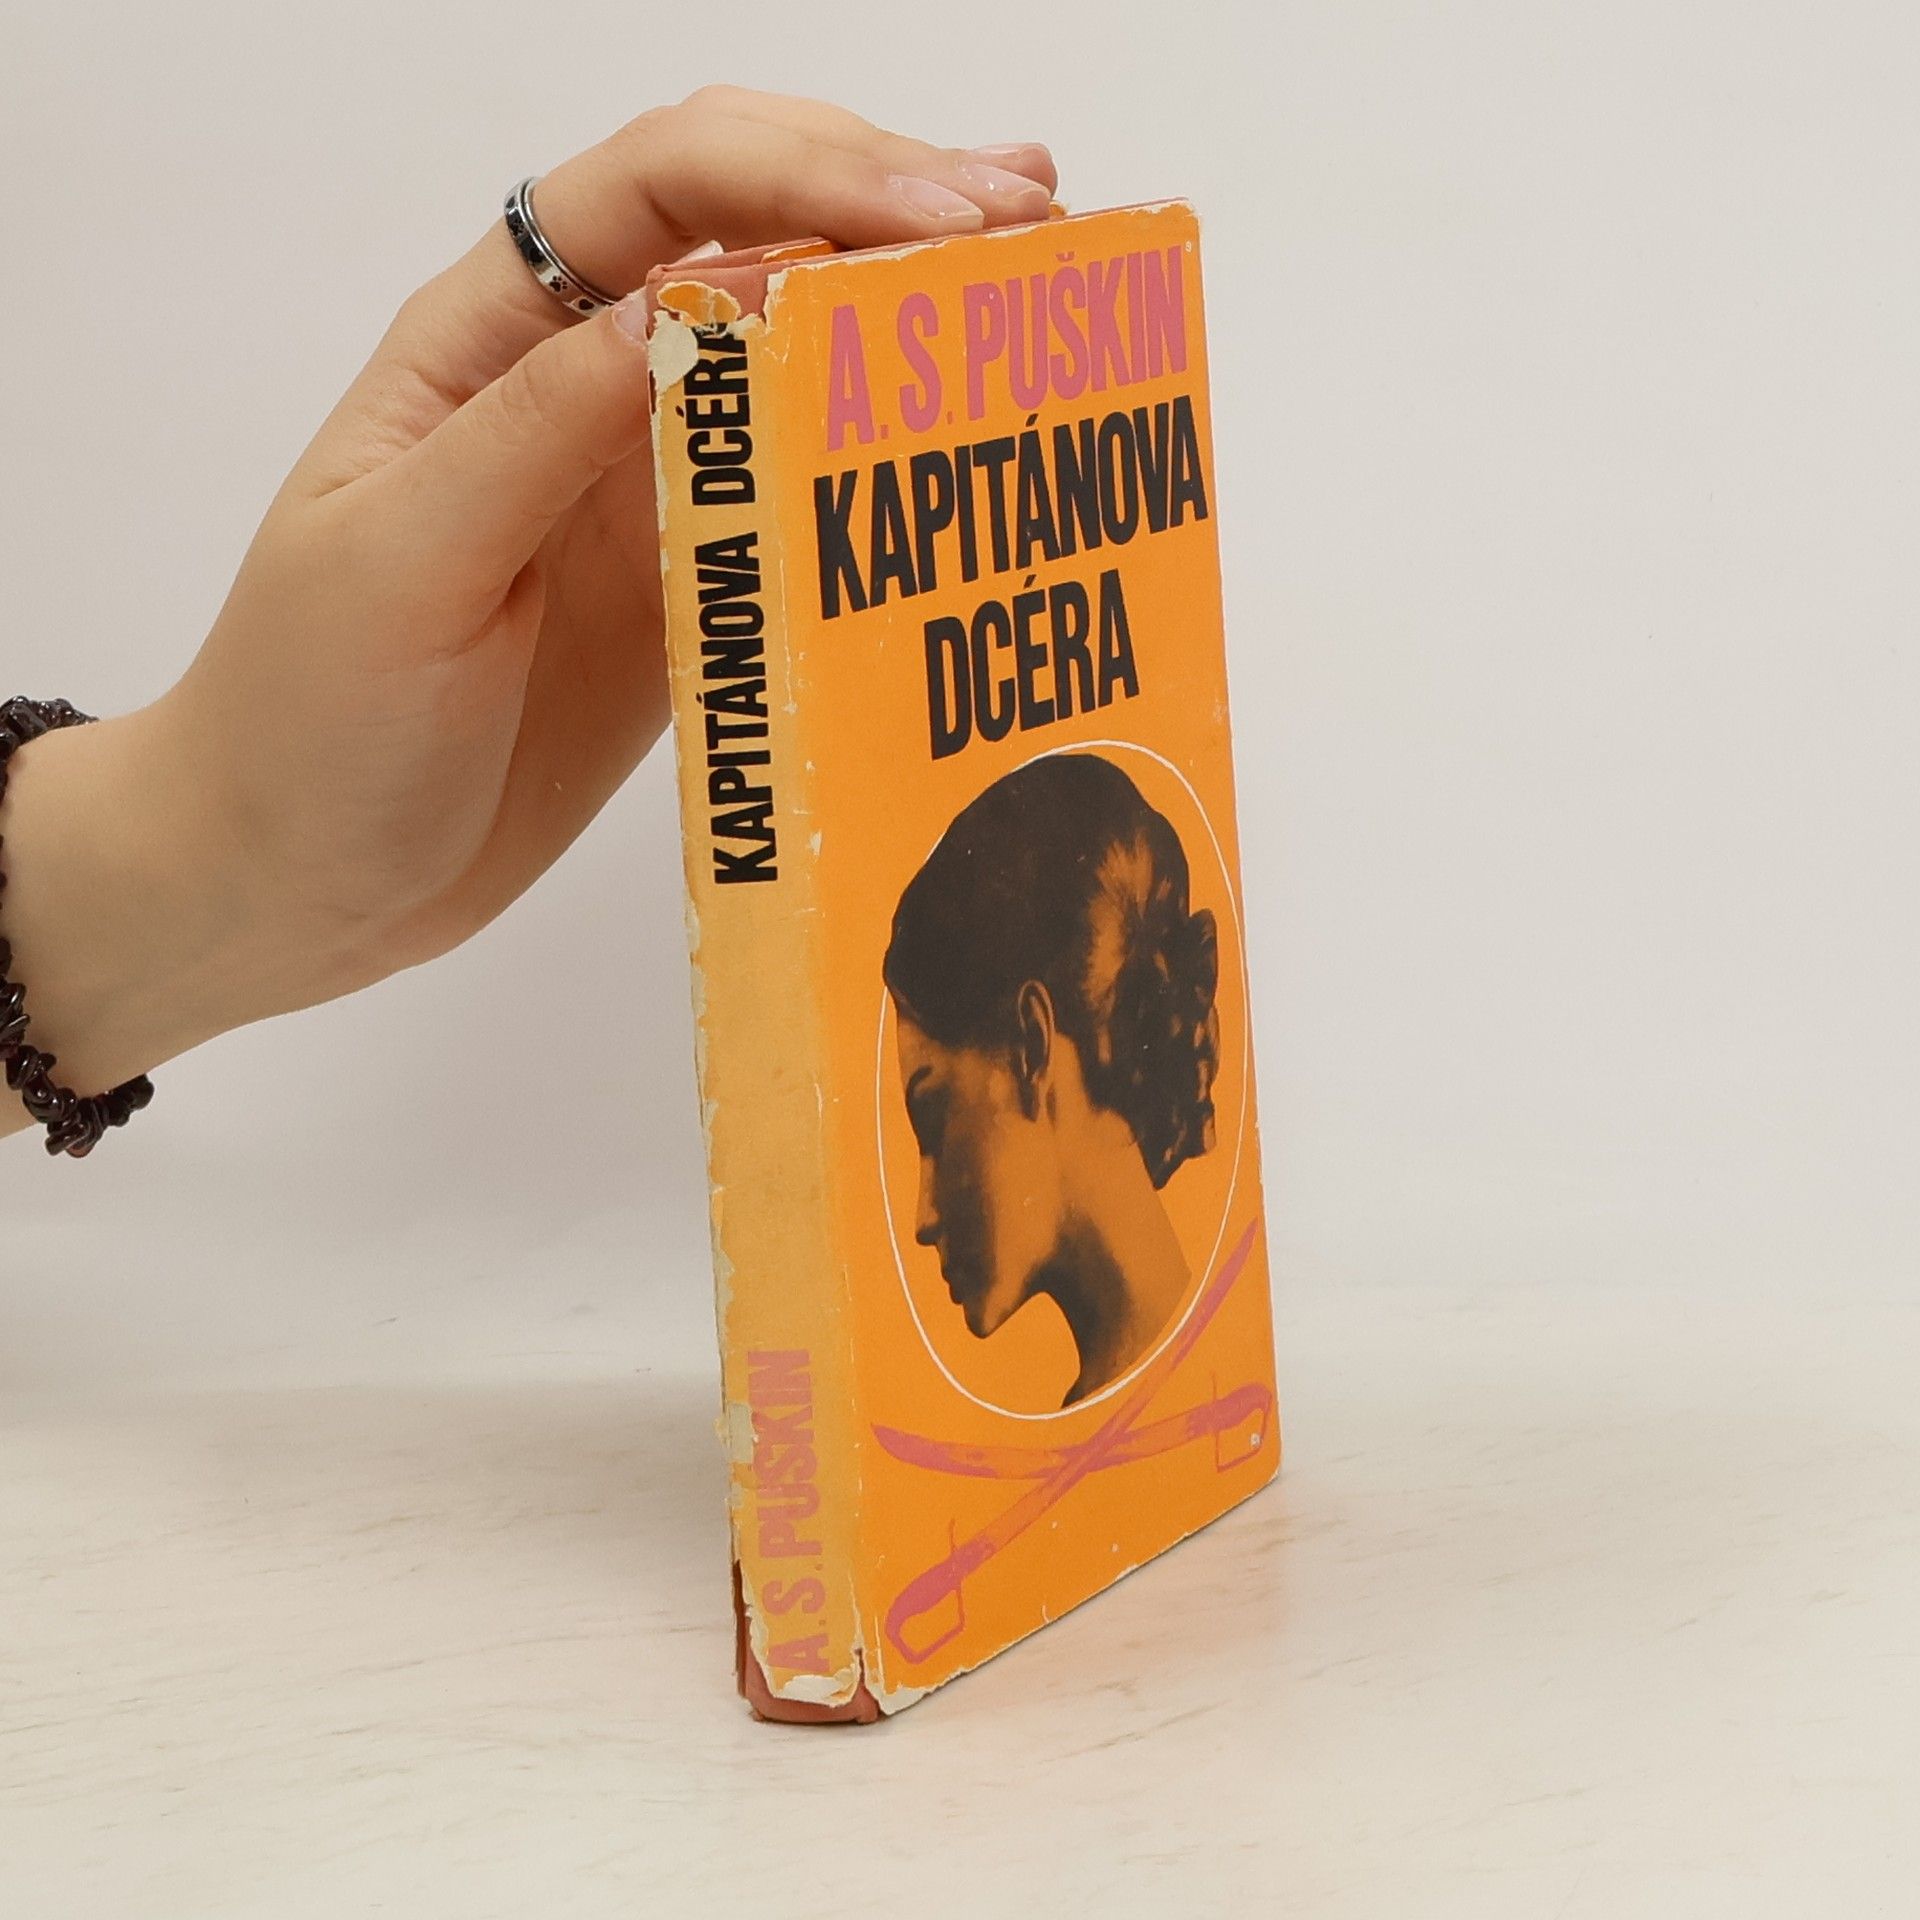 A. S. PUŠKIN
KAPITÁNOVA
DCÉRA
KAPITÁNOVA DCÉRA
A. S. PUŠKIN